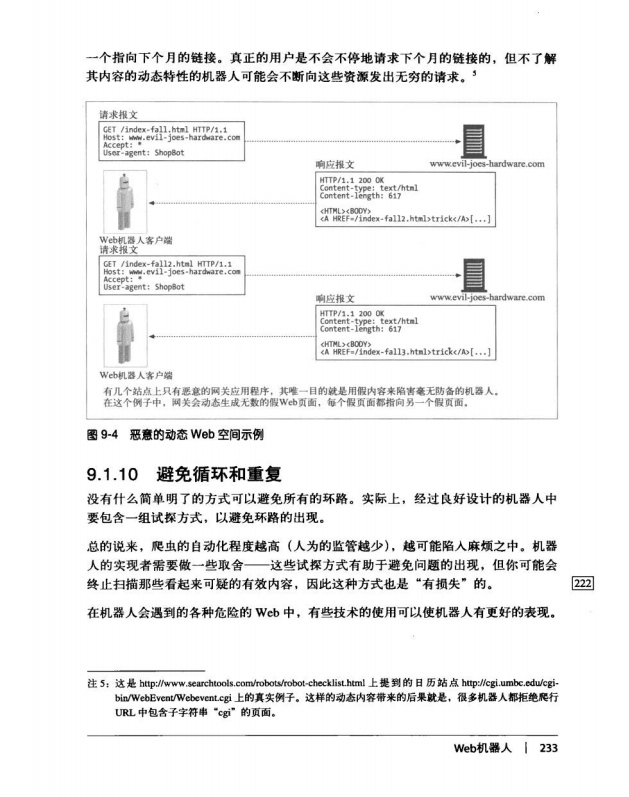 一个指向下个月的链接。真正的用户是不会不停地请求下个月的链接的，但不了解
其内容的动态特性的机器人可能会不断向这些资源发出无穷的请求。5
请求报文
GET /index-fall.html HTTP/1.1
Host: www.evil-joes-hardware.com
Accept: *
User-agent: ShopBot
响应报文
www.evil-joes-hardware.com
HTTP/1.1 200 OK
Content-type: text/html
Content-length: 617
<HTML><BODY>
<A HREF=/index-fall2.html>trick</A>[...]
Web机器人客户端
请求报文
GET /index-fall2.html HTTP/1.1
Host: www.evil-joes-hardware.com
Accept: *
User-agent: ShopBot
响应报文
www.evil-joes-hardware.com
HTTP/1.1 200 OK
Content-type: text/html
Content-length: 617
<HTML><BODY>
<A HREF=/index-fall3.html>trick</A>[...]
Web机器人客户端
有几个站点上只有恶意的网关应用程序，其唯一目的就是用假内容来陷害毫无防备的机器人。
在这个例子中，网关会动态生成无数的假Web页面，每个假页面都指向另一个假页面。
图 9-4 恶意的动态 Web 空间示例
9.1.10 避免循环和重复
没有什么简单明了的方式可以避免所有的环路。实际上，经过良好设计的机器人中
要包含一组试探方式，以避免环路的出现。
总的说来，爬虫的自动化程度越高（人为的监管越少），越可能陷入麻烦之中。机器
人的实现者需要做一些取舍——这些试探方式有助于避免问题的出现，但你可能会
终止扫描那些看起来可疑的有效内容，因此这种方式也是“有损失”的。
222
在机器人会遇到的各种危险的 Web 中，有些技术的使用可以使机器人有更好的表现。
注 5：这是 http://www.searchtools.com/robots/robot-checklist.html 上提到的日历站点 http://cgi.umbc.edu/cgi-
bin/WebEvent/Webevent.cgi 上的真实例子。这样的动态内容带来的后果就是，很多机器人都拒绝爬行
URL 中包含子字符串“cgi”的页面。
Web机器人 | 233